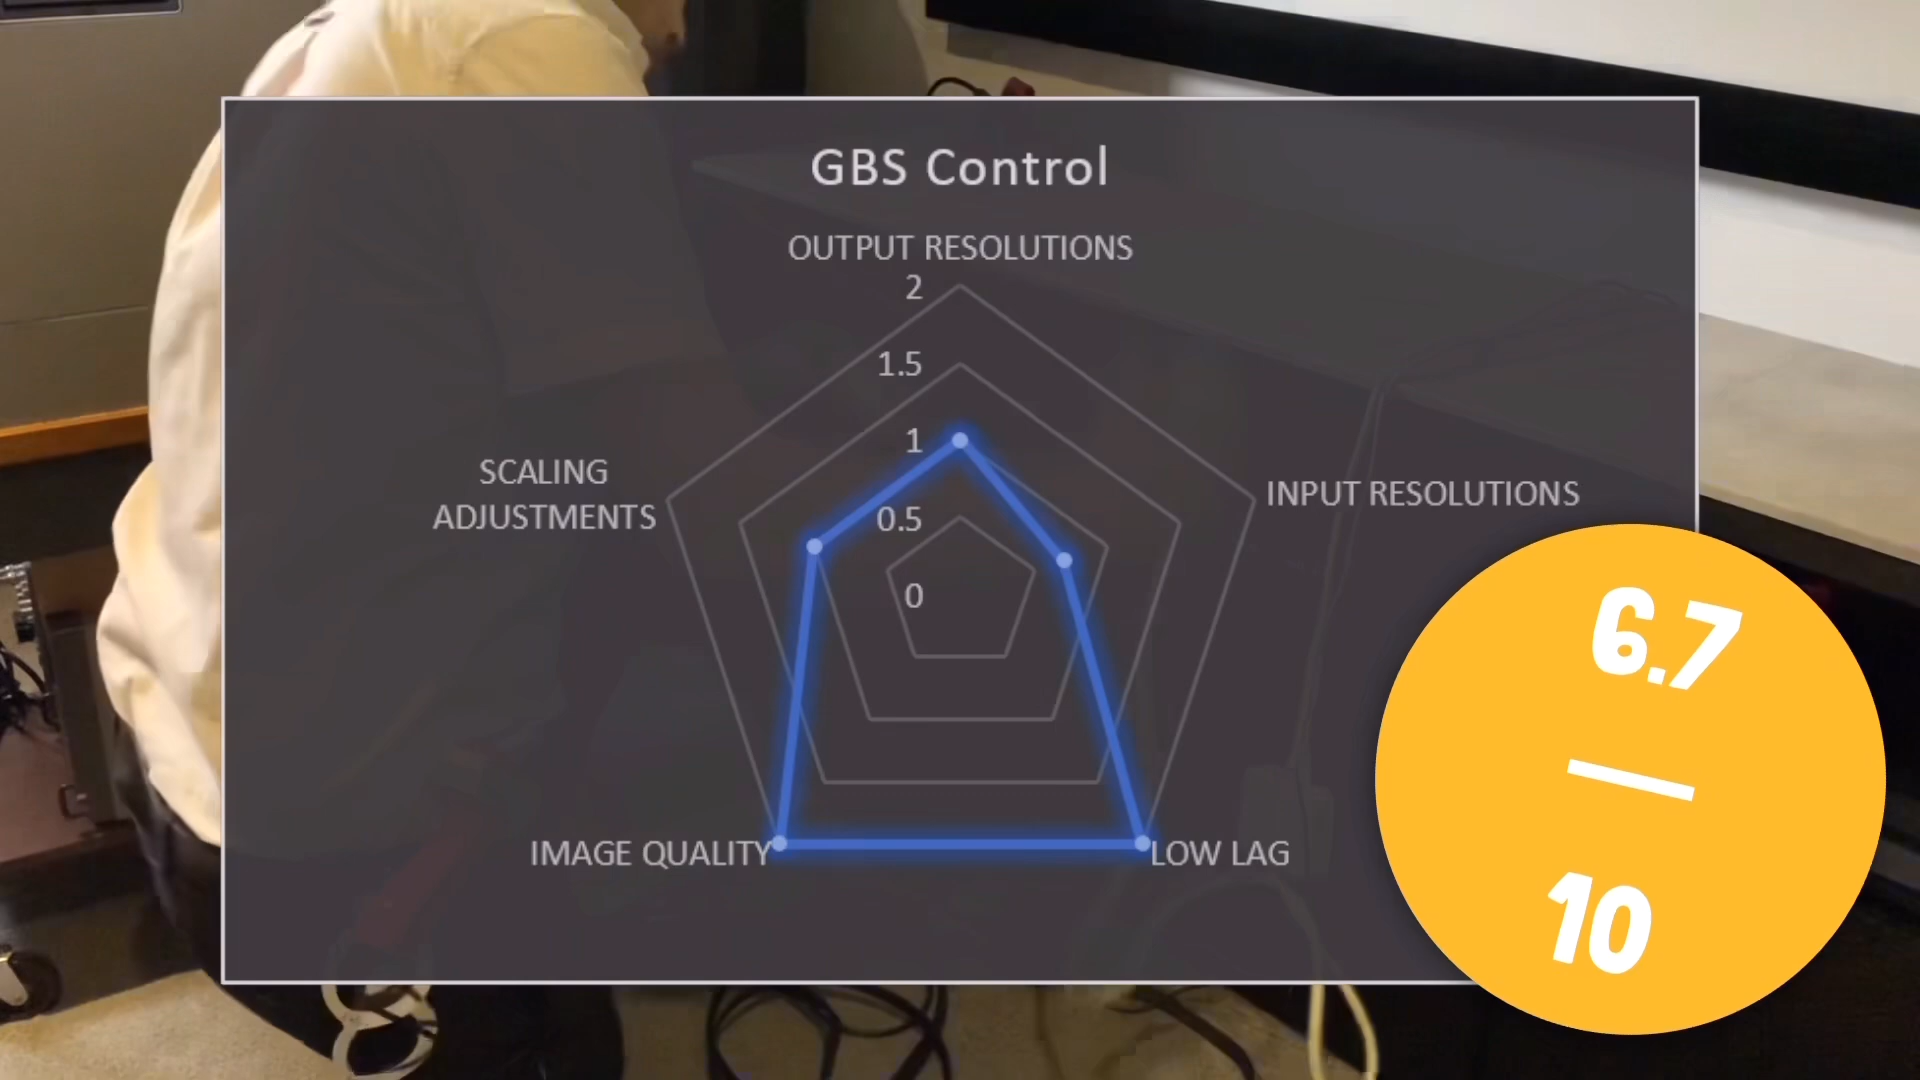 GBS Control
OUTPUT RESOLUTIONS
2
1.5
1
0.5
0
SCALING
ADJUSTMENTS
INPUT RESOLUTIONS
IMAGE QUALITY
LOW LAG
6.7
10